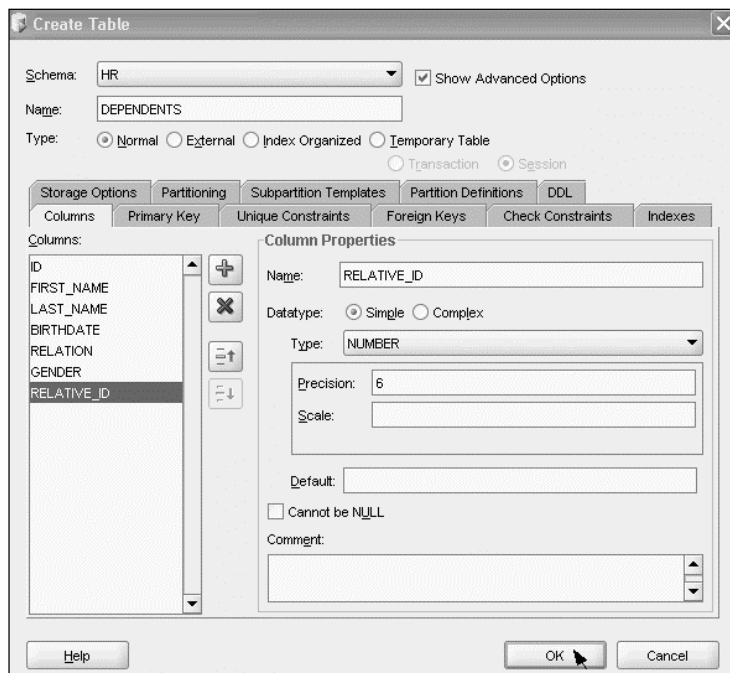 Create Table
Schema: HR
Show Advanced Options
Name: DEPENDENTS
Type: Normal External Index Organized Temporary Table
Transaction Session
Storage Options Partitioning Subpartition Templates Partition Definitions DDL
Columns Primary Key Unique Constraints Foreign Keys Check Constraints Indexes
Columns:
ID
FIRST_NAME
LAST_NAME
BIRTHDATE
RELATION
GENDER
RELATIVE_ID
Column Properties
Name: RELATIVE_ID
Datatype: Simple Complex
Type: NUMBER
Precision: 6
Scale:
Default:
Cannot be NULL
Comment:
Help OK Cancel